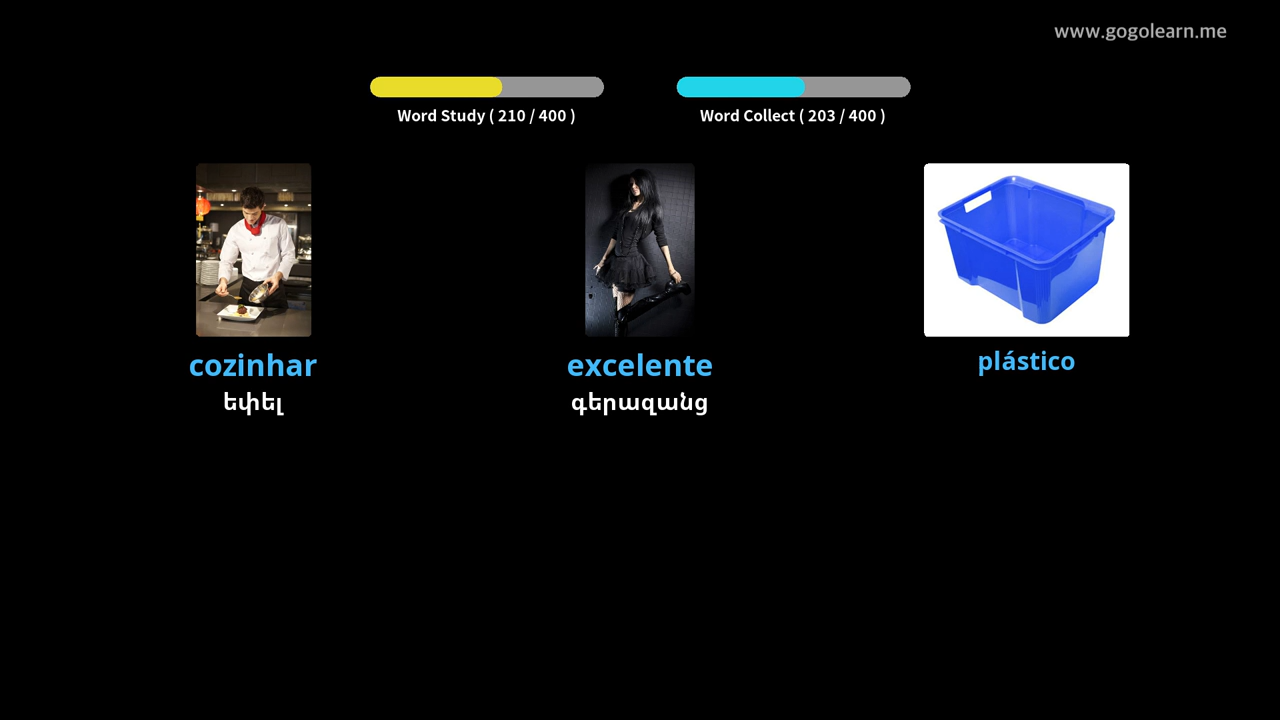 www.gogolearn.me
Word Study ( 210 / 400 )
Word Collect ( 203 / 400 )
cozinhar
եփել
excelente
գերազանց
plástico